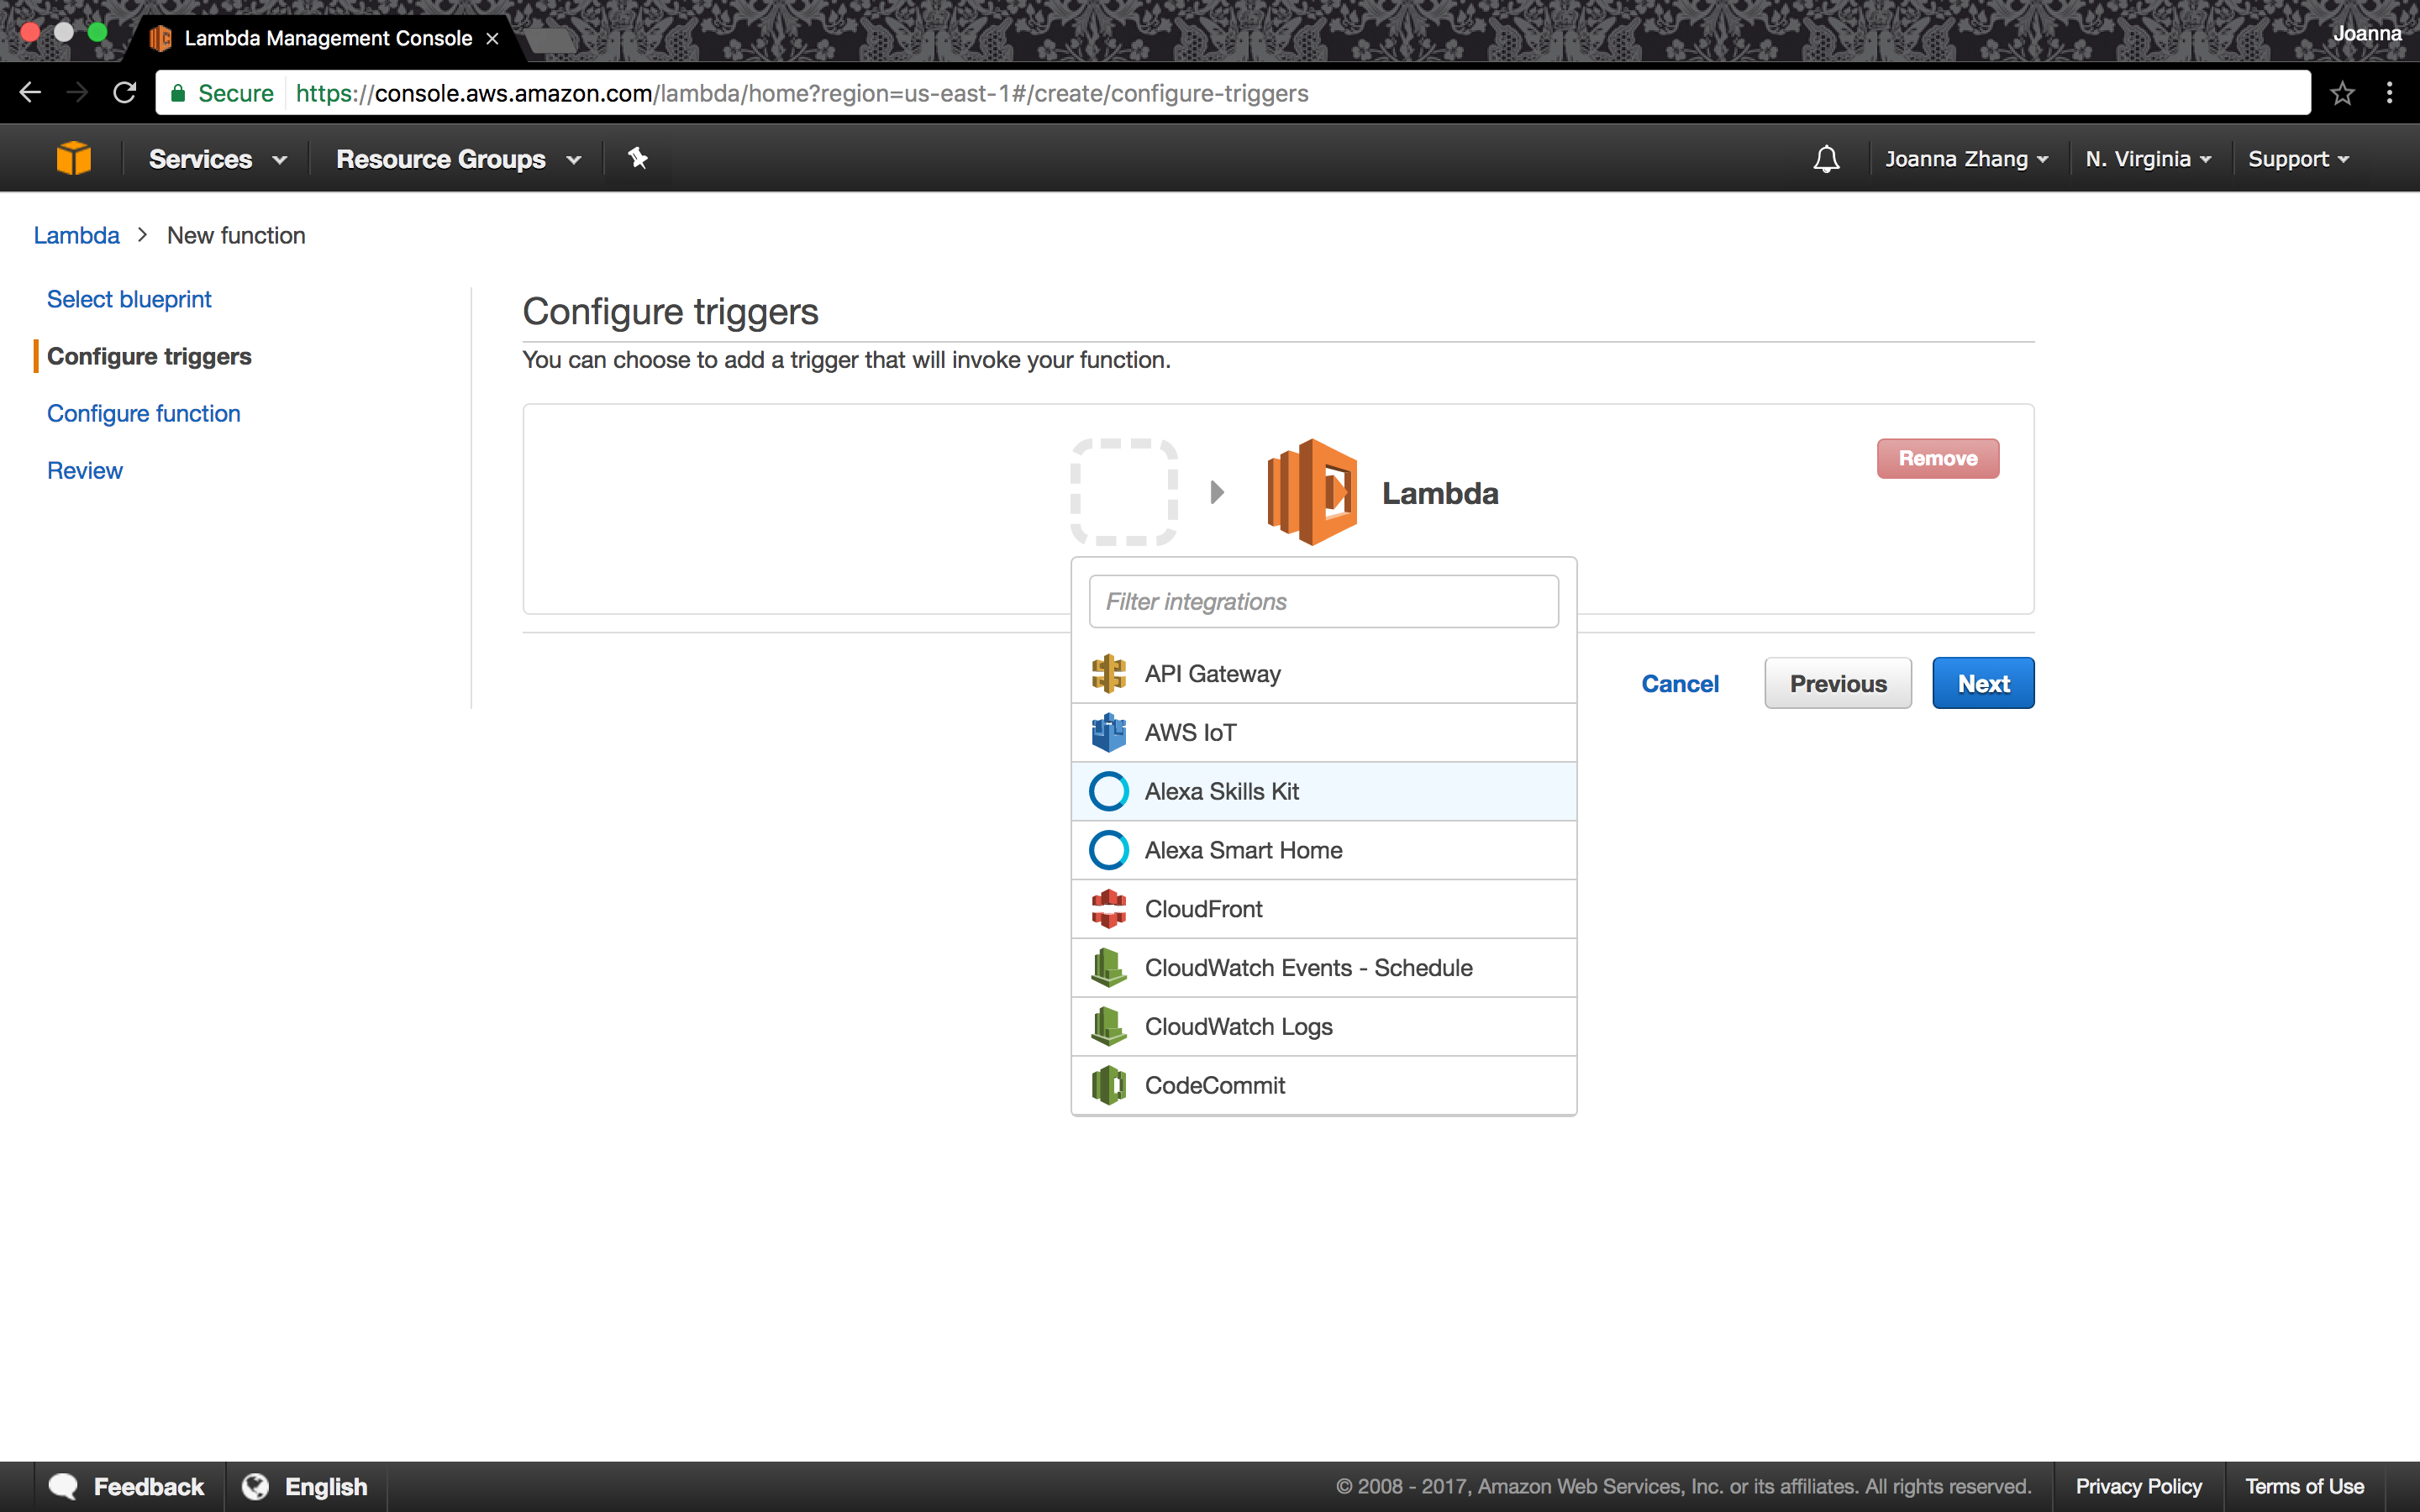 Lambda Management Console
Joanna
Secure https://console.aws.amazon.com/lambda/home?region=us-east-1#/create/configure-triggers
Services Resource Groups Joanna Zhang N. Virginia Support
Lambda > New function
Select blueprint
Configure triggers
Configure function
Review
Configure triggers
You can choose to add a trigger that will invoke your function.
Lambda
Remove
Filter integrations
API Gateway
AWS IoT
Alexa Skills Kit
Alexa Smart Home
CloudFront
CloudWatch Events - Schedule
CloudWatch Logs
CodeCommit
Cancel Previous Next
Feedback English © 2008 - 2017, Amazon Web Services, Inc. or its affiliates. All rights reserved. Privacy Policy Terms of Use